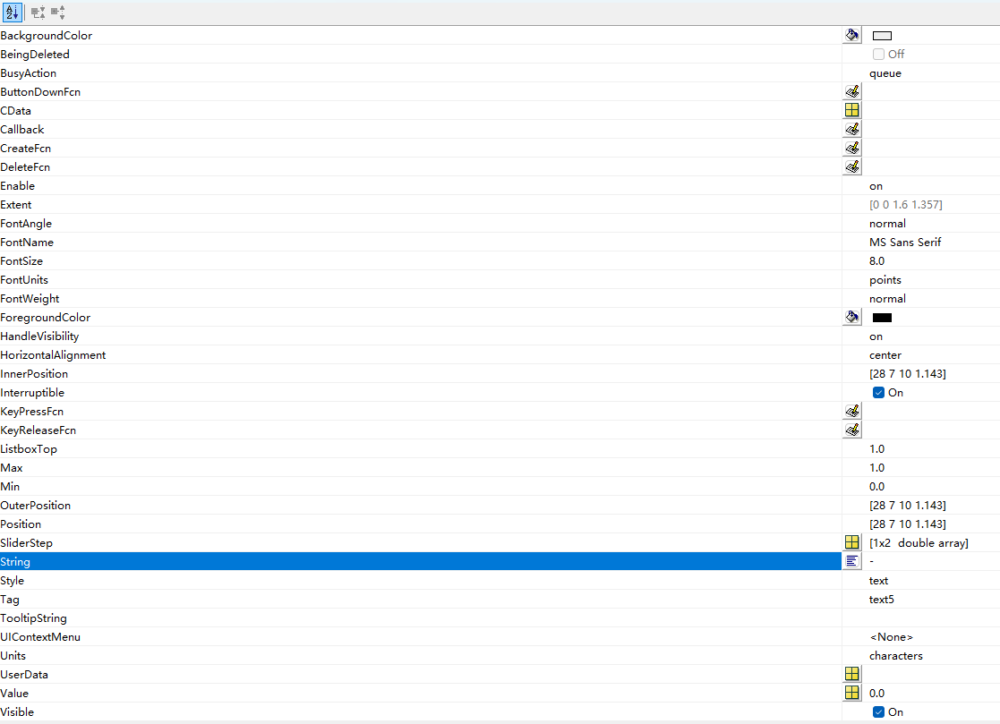 BackgroundColor
BeingDeleted Off
BusyAction queue
ButtonDownFcn
CData
Callback
CreateFcn
DeleteFcn
Enable on
Extent [0 0 1.6 1.357]
FontAngle normal
FontName MS Sans Serif
FontSize 8.0
FontUnits points
FontWeight normal
ForegroundColor
HandleVisibility on
HorizontalAlignment center
InnerPosition [28 7 10 1.143]
Interruptible On
KeyPressFcn
KeyReleaseFcn
ListboxTop 1.0
Max 1.0
Min 0.0
OuterPosition [28 7 10 1.143]
Position [28 7 10 1.143]
SliderStep [1x2  double array]
String -
Style text
Tag text5
TooltipString
UIContextMenu <None>
Units characters
UserData
Value 0.0
Visible On